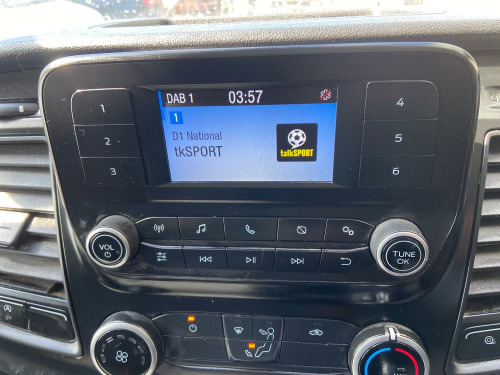 DAB 1 03:57
1
D1 National
tkSPORT
talkSPORT
1
2
3
4
5
6
VOL
TUNE
OK